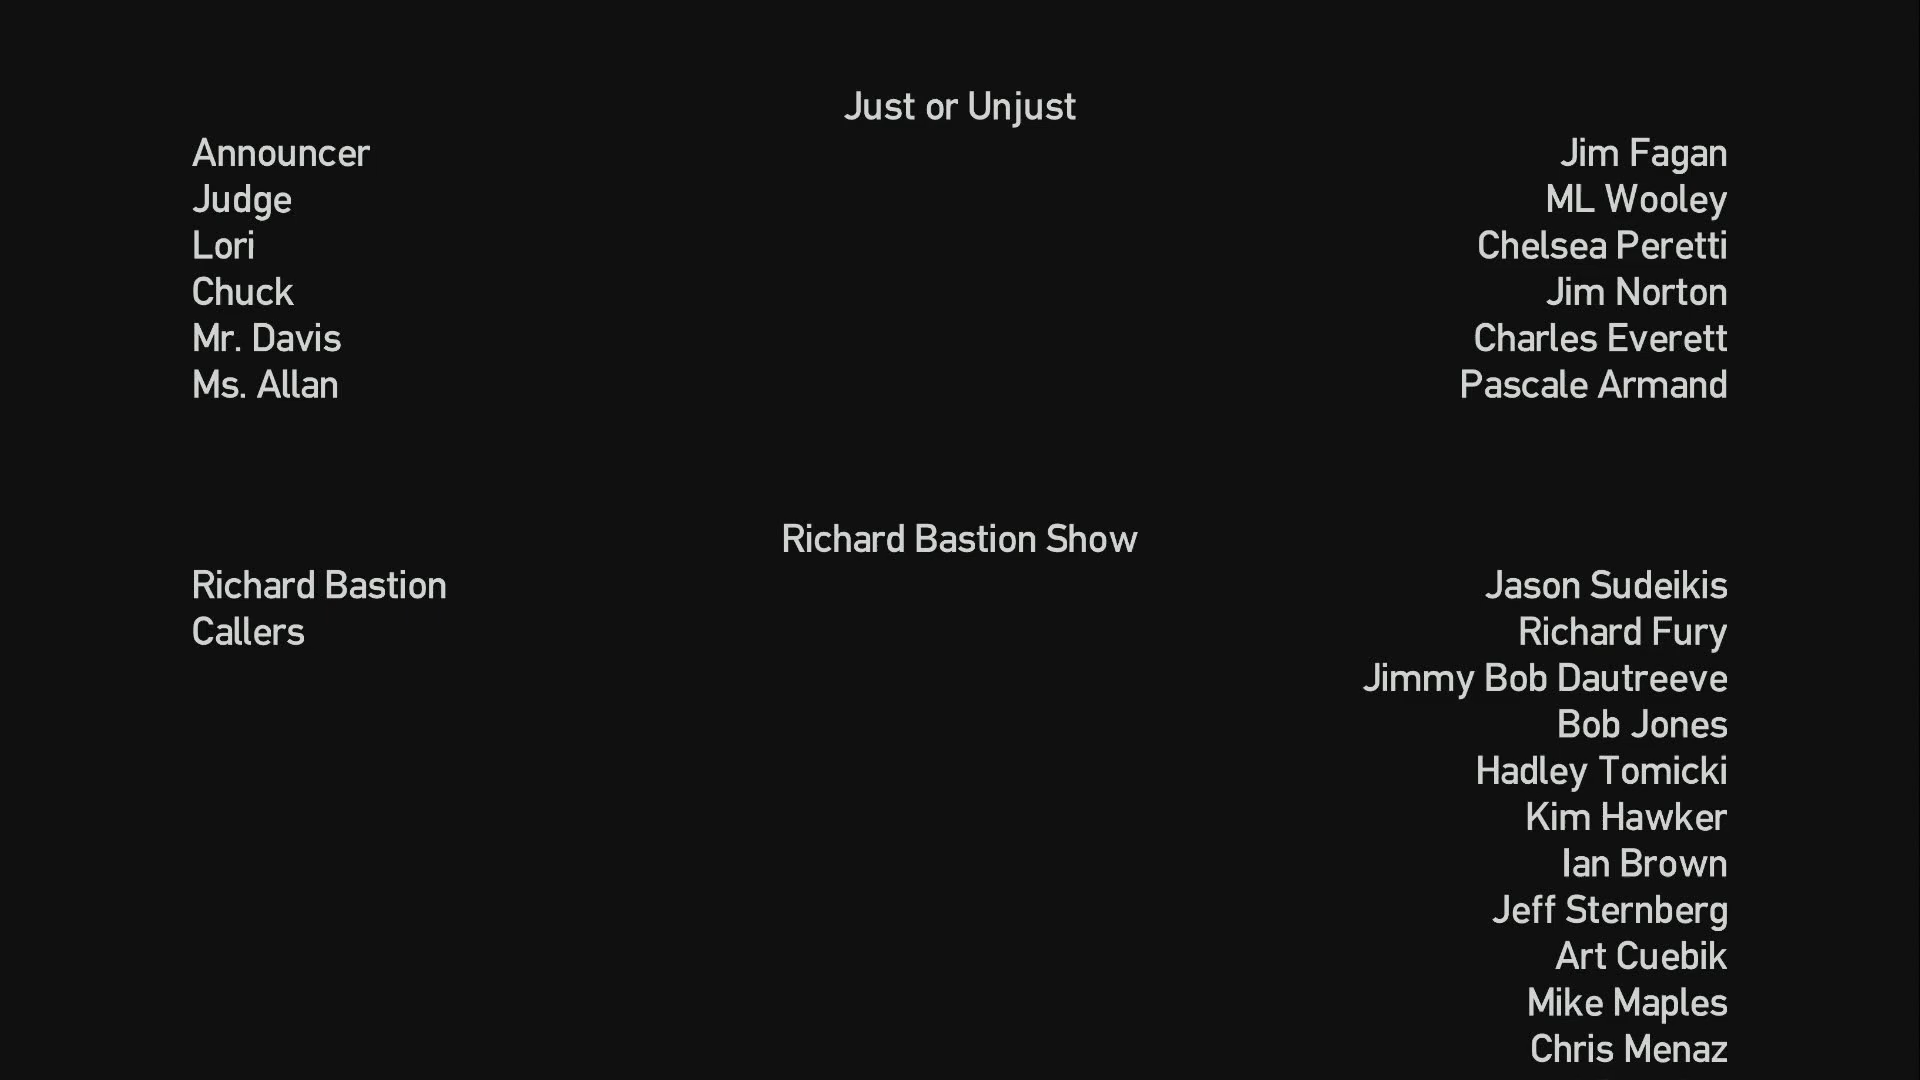 Just or Unjust
Announcer Jim Fagan
Judge ML Wooley
Lori Chelsea Peretti
Chuck Jim Norton
Mr. Davis Charles Everett
Ms. Allan Pascale Armand
Richard Bastion Show
Richard Bastion Jason Sudeikis
Callers Richard Fury
Jimmy Bob Dautreeve
Bob Jones
Hadley Tomicki
Kim Hawker
Ian Brown
Jeff Sternberg
Art Cuebik
Mike Maples
Chris Menaz